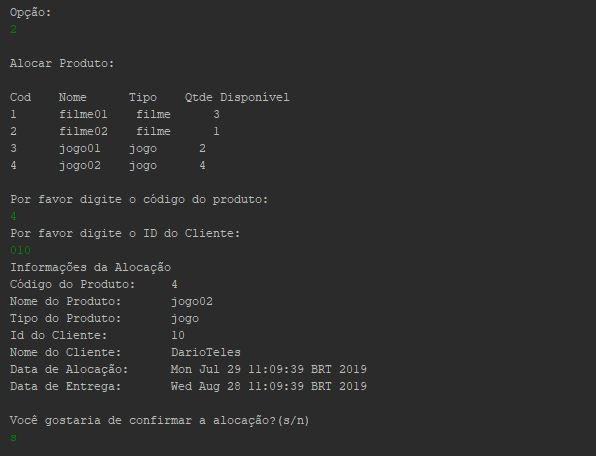 Opção:
2
Alocar Produto:
Cod Nome Tipo Qtde Disponível
1 filme01 filme 3
2 filme02 filme 1
3 jogo01 jogo 2
4 jogo02 jogo 4
Por favor digite o código do produto:
4
Por favor digite o ID do Cliente:
010
Informações da Alocação
Código do Produto: 4
Nome do Produto: jogo02
Tipo do Produto: jogo
Id do Cliente: 10
Nome do Cliente: DarioTeles
Data de Alocação: Mon Jul 29 11:09:39 BRT 2019
Data de Entrega: Wed Aug 28 11:09:39 BRT 2019
Você gostaria de confirmar a alocação?(s/n)
s